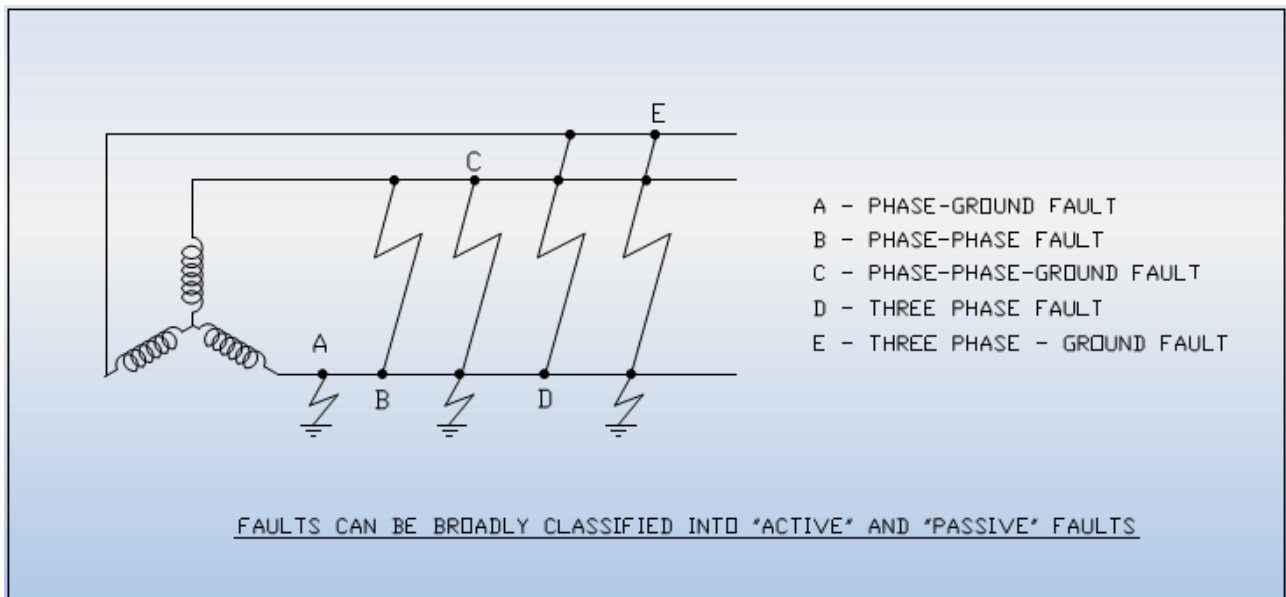 E
C
A - PHASE-GROUND FAULT
B - PHASE-PHASE FAULT
C - PHASE-PHASE-GROUND FAULT
D - THREE PHASE FAULT
E - THREE PHASE - GROUND FAULT
A
B
D
FAULTS CAN BE BROADLY CLASSIFIED INTO "ACTIVE" AND "PASSIVE" FAULTS